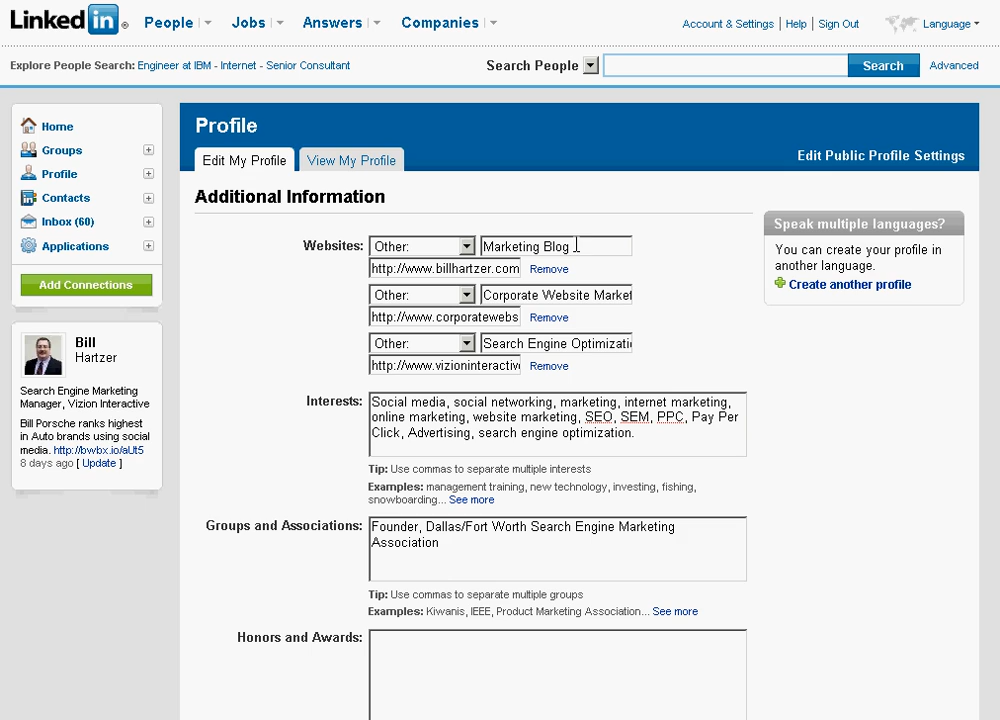 Linked in
People
Jobs
Answers
Companies
Account & Settings | Help | Sign Out
Language
Explore People Search: Engineer at IBM - Internet - Senior Consultant
Search People
Search
Advanced
Home
Groups
Profile
Contacts
Inbox (60)
Applications
Add Connections
Bill
Hartzer
Search Engine Marketing
Manager, Vizion Interactive
Bill Porsche ranks highest
in Auto brands using social
media. http://bwbx.io/aUt5
8 days ago [ Update ]
Profile
Edit My Profile
View My Profile
Edit Public Profile Settings
Additional Information
Websites:
Other:
Marketing Blog
http://www.billhartzer.com
Remove
Other:
Corporate Website Market
http://www.corporatewebs
Remove
Other:
Search Engine Optimizati
http://www.vizioninteractiv
Remove
Interests:
Social media, social networking, marketing, internet marketing,
online marketing, website marketing, SEO, SEM, PPC, Pay Per
Click, Advertising, search engine optimization.
Tip: Use commas to separate multiple interests
Examples: management training, new technology, investing, fishing,
snowboarding... See more
Groups and Associations:
Founder, Dallas/Fort Worth Search Engine Marketing
Association
Tip: Use commas to separate multiple groups
Examples: Kiwanis, IEEE, Product Marketing Association... See more
Honors and Awards:
Speak multiple languages?
You can create your profile in
another language.
Create another profile